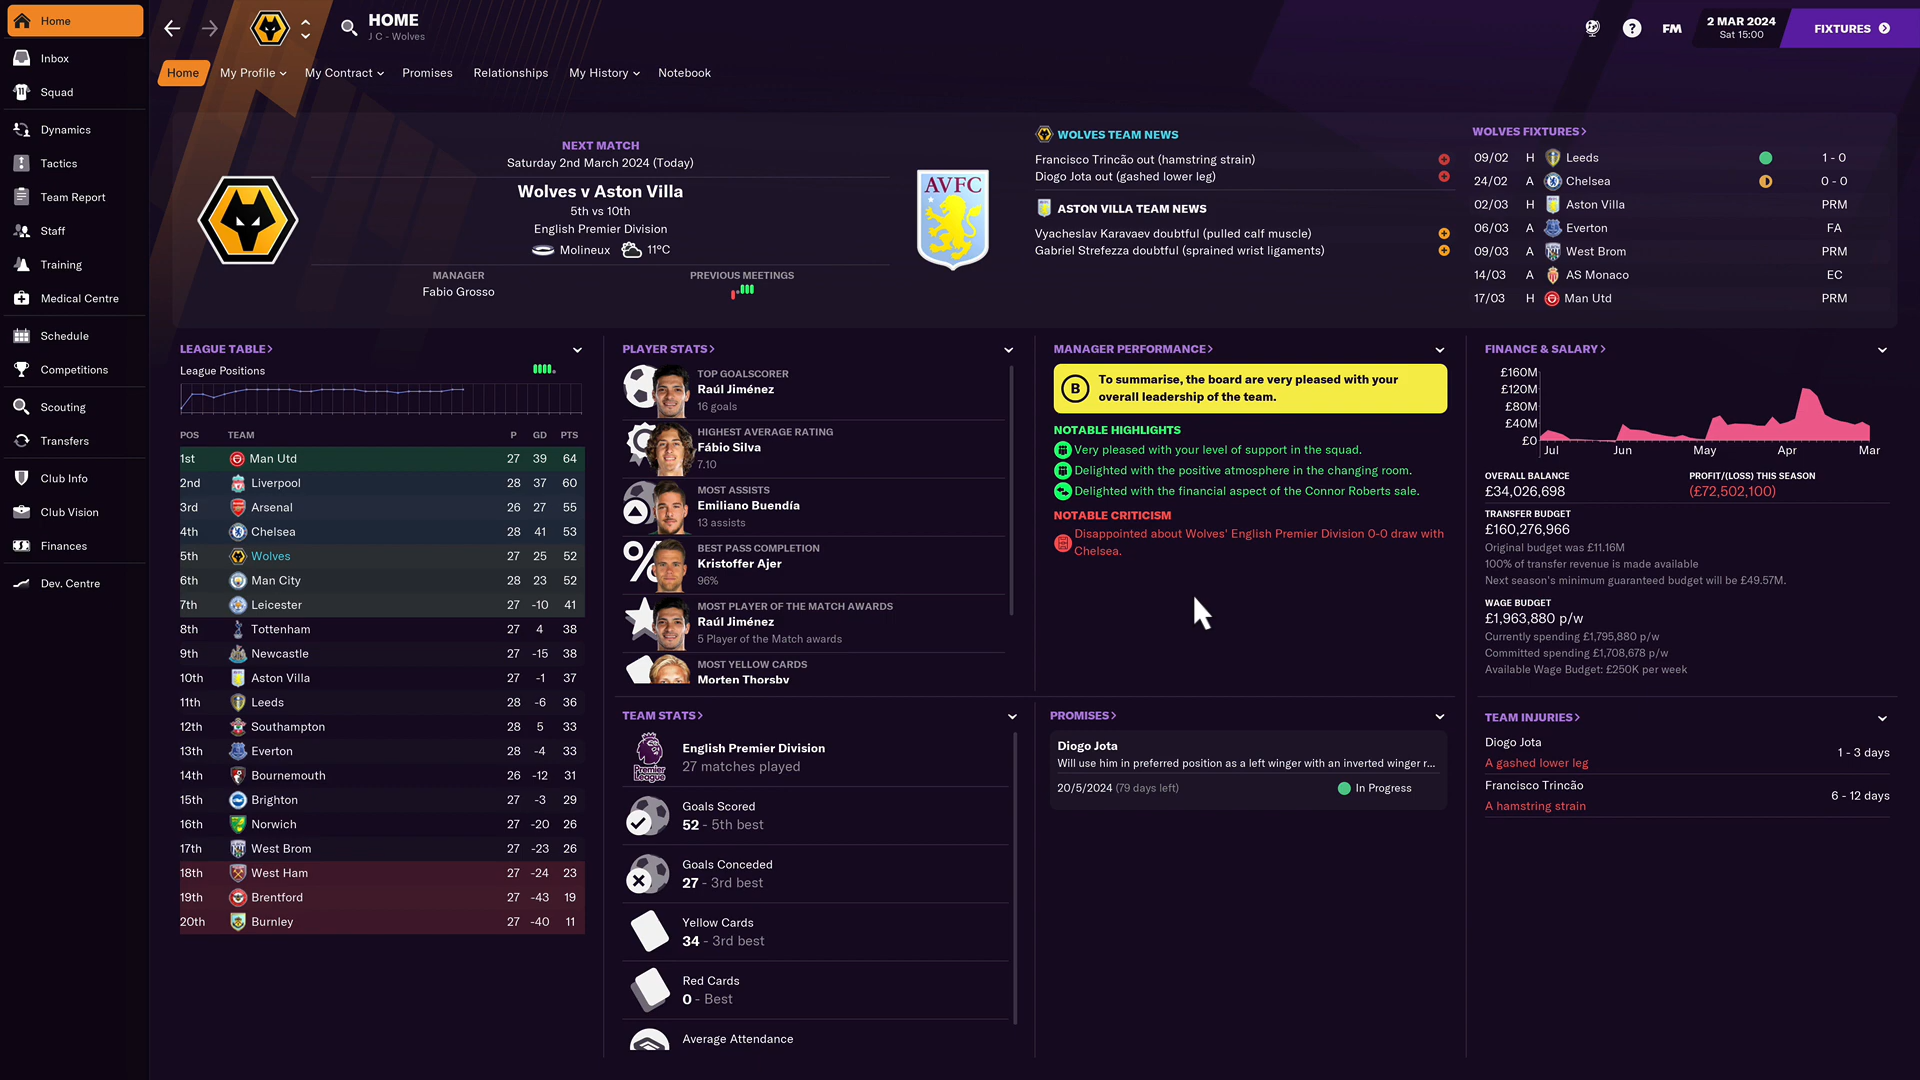 Home
Inbox
Squad
Dynamics
Tactics
Team Report
Staff
Training
Medical Centre
Schedule
Competitions
Scouting
Transfers
Club Info
Club Vision
Finances
Dev. Centre
HOME
J C - Wolves
FM
2 MAR 2024
Sat 15:00
FIXTURES
Home My Profile My Contract Promises Relationships My History Notebook
NEXT MATCH
Saturday 2nd March 2024 (Today)
Wolves v Aston Villa
5th vs 10th
English Premier Division
Molineux 11°C
MANAGER
Fabio Grosso
PREVIOUS MEETINGS
AVFC
WOLVES TEAM NEWS
Francisco Trincão out (hamstring strain)
Diogo Jota out (gashed lower leg)
ASTON VILLA TEAM NEWS
Vyacheslav Karavaev doubtful (pulled calf muscle)
Gabriel Strefezza doubtful (sprained wrist ligaments)
WOLVES FIXTURES>
09/02 H Leeds 1 - 0
24/02 A Chelsea 0 - 0
02/03 H Aston Villa PRM
06/03 A Everton FA
09/03 A West Brom PRM
14/03 A AS Monaco EC
17/03 H Man Utd PRM
LEAGUE TABLE>
League Positions
POS TEAM P GD PTS
1st Man Utd 27 39 64
2nd Liverpool 28 37 60
3rd Arsenal 26 27 55
4th Chelsea 28 41 53
5th Wolves 27 25 52
6th Man City 28 23 52
7th Leicester 27 -10 41
8th Tottenham 27 4 38
9th Newcastle 27 -15 38
10th Aston Villa 27 -1 37
11th Leeds 28 -6 36
12th Southampton 28 5 33
13th Everton 28 -4 33
14th Bournemouth 26 -12 31
15th Brighton 27 -3 29
16th Norwich 27 -20 26
17th West Brom 27 -23 26
18th West Ham 27 -24 23
19th Brentford 27 -43 19
20th Burnley 27 -40 11
PLAYER STATS>
TOP GOALSCORER
Raúl Jiménez
16 goals
HIGHEST AVERAGE RATING
Fábio Silva
7.10
MOST ASSISTS
Emiliano Buendía
13 assists
BEST PASS COMPLETION
Kristoffer Ajer
96%
MOST PLAYER OF THE MATCH AWARDS
Raúl Jiménez
5 Player of the Match awards
MOST YELLOW CARDS
Morten Thorsby
TEAM STATS>
Premier League
English Premier Division
27 matches played
Goals Scored
52 - 5th best
Goals Conceded
27 - 3rd best
Yellow Cards
34 - 3rd best
Red Cards
0 - Best
Average Attendance
MANAGER PERFORMANCE>
B
To summarise, the board are very pleased with your
overall leadership of the team.
NOTABLE HIGHLIGHTS
Very pleased with your level of support in the squad.
Delighted with the positive atmosphere in the changing room.
Delighted with the financial aspect of the Connor Roberts sale.
NOTABLE CRITICISM
Disappointed about Wolves' English Premier Division 0-0 draw with
Chelsea.
PROMISES>
Diogo Jota
Will use him in preferred position as a left winger with an inverted winger r...
20/5/2024 (79 days left) In Progress
FINANCE & SALARY>
£160M
£120M
£80M
£40M
£0
Jul Jun May Apr Mar
OVERALL BALANCE
£34,026,698
PROFIT/(LOSS) THIS SEASON
(£72,502,100)
TRANSFER BUDGET
£160,276,966
Original budget was £11.16M
100% of transfer revenue is made available
Next season's minimum guaranteed budget will be £49.57M.
WAGE BUDGET
£1,963,880 p/w
Currently spending £1,795,880 p/w
Committed spending £1,708,678 p/w
Available Wage Budget: £250K per week
TEAM INJURIES>
Diogo Jota
A gashed lower leg
1 - 3 days
Francisco Trincão
A hamstring strain
6 - 12 days